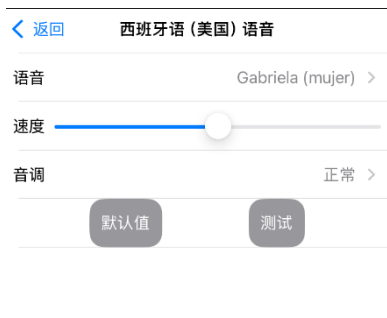 返回 西班牙语 (美国) 语音
语音 Gabriela (mujer)
速度
音调 正常
默认值 测试